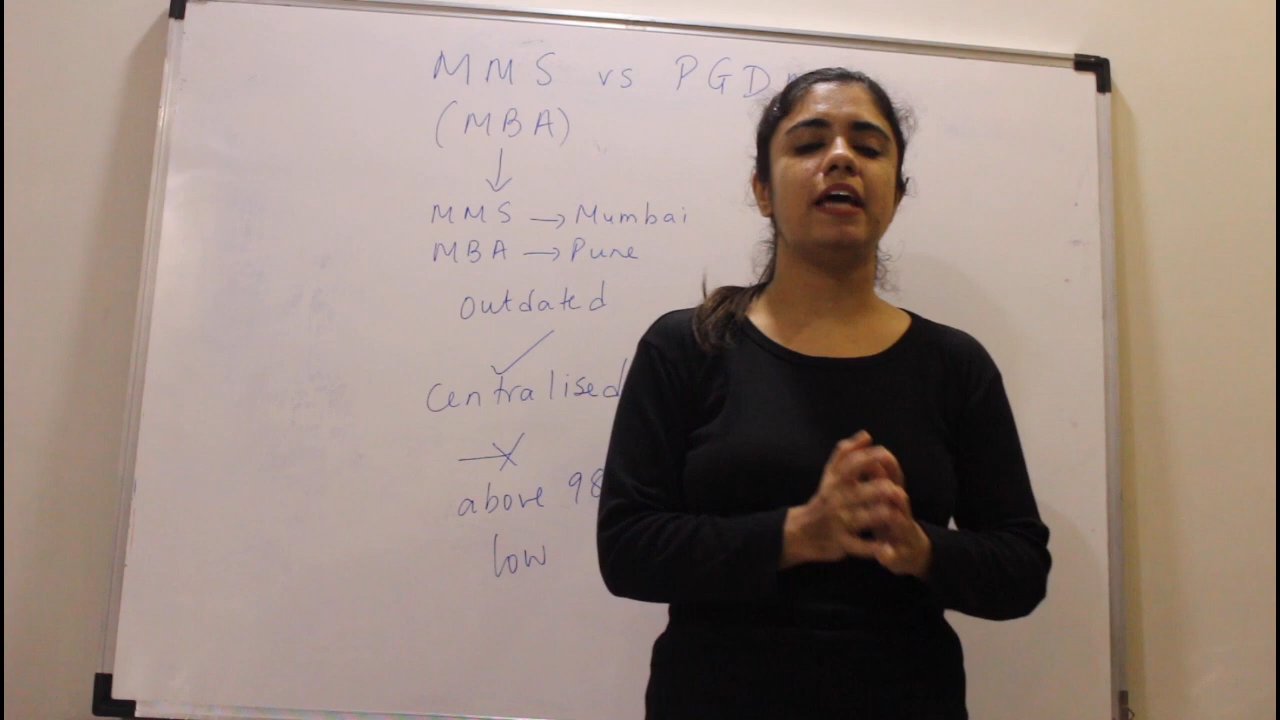 MMS vs PGD
(MBA)
MMS → Mumbai
MBA → Pune
outdated
centralised
above 98
low